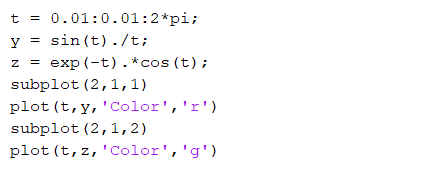 t = 0.01:0.01:2*pi;
y = sin(t)./t;
z = exp(-t).*cos(t);
subplot(2,1,1)
plot(t,y,'Color','r')
subplot(2,1,2)
plot(t,z,'Color','g')